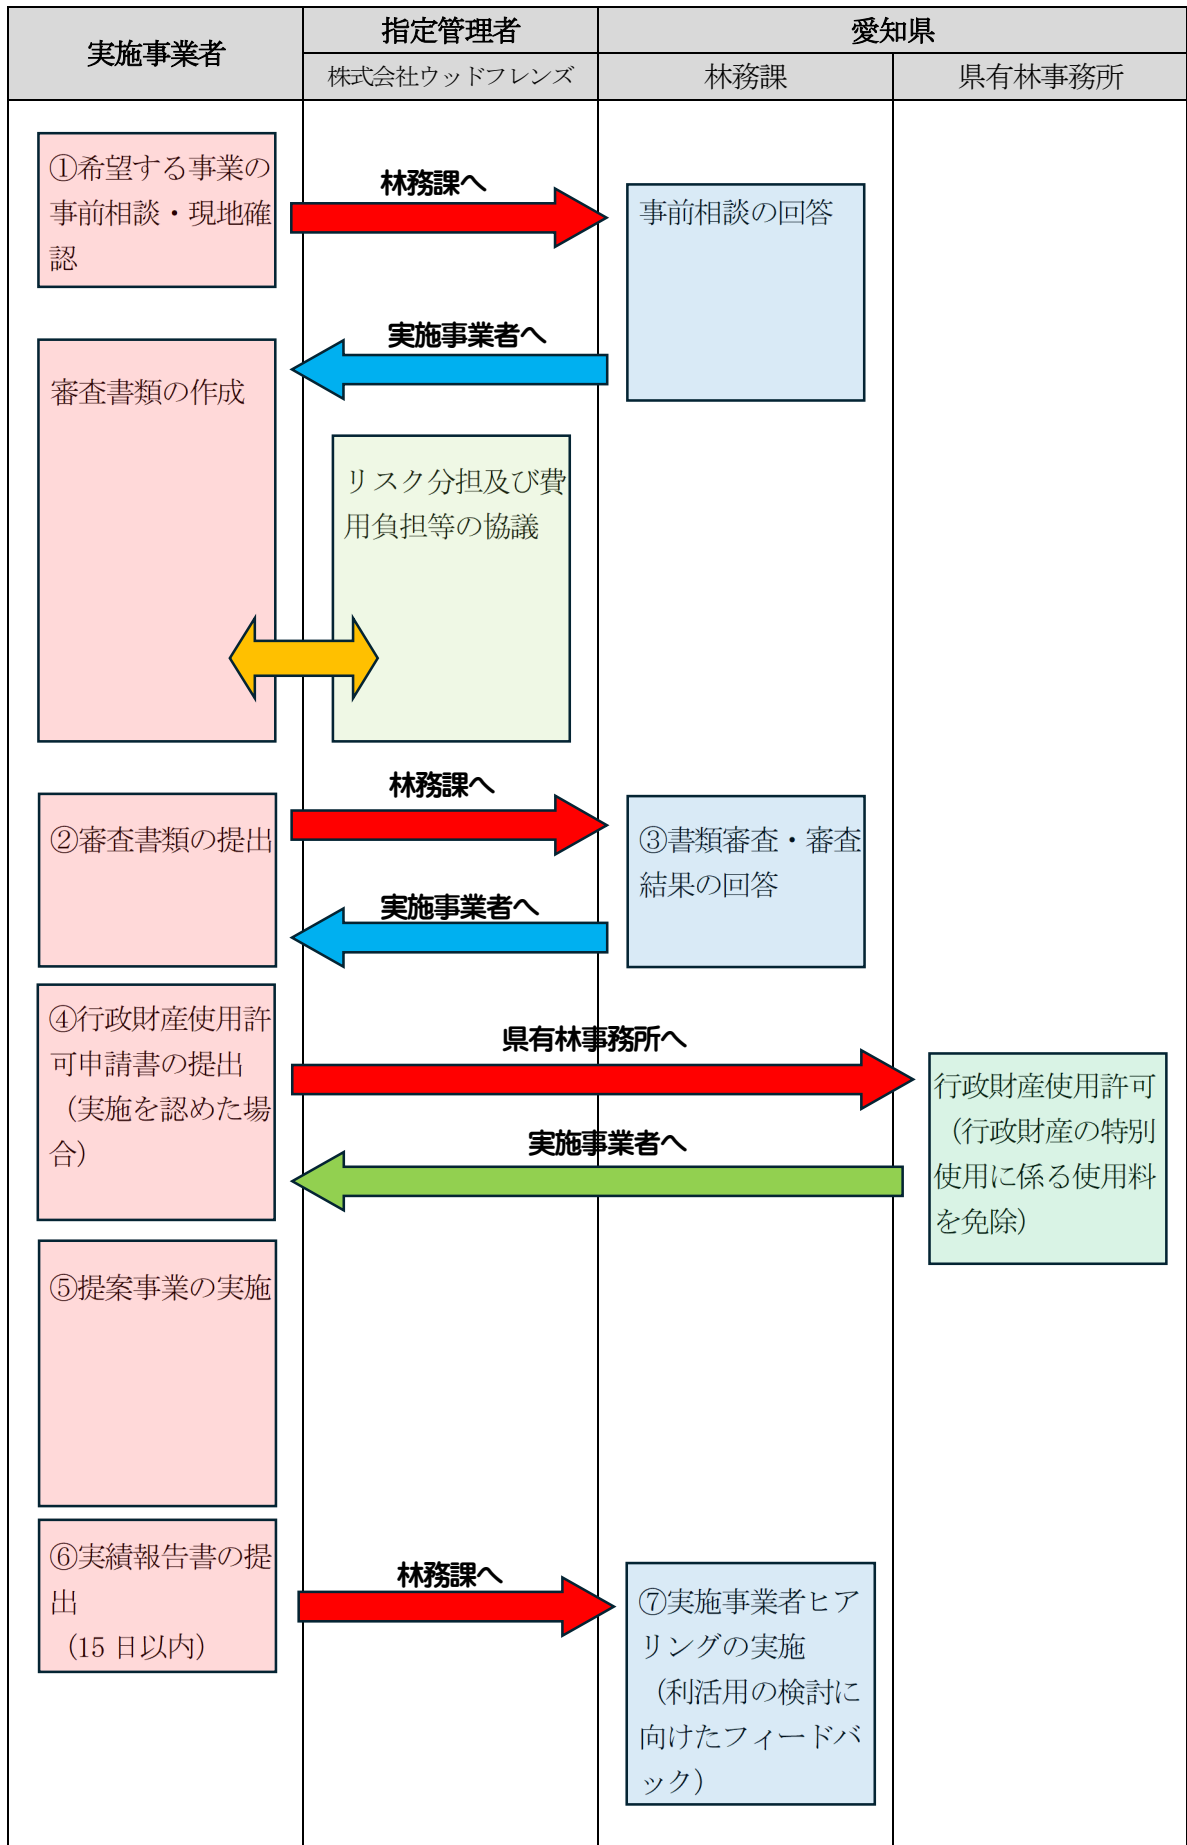 実施事業者
指定管理者
愛知県
株式会社ウッドフレンズ
林務課
県有林事務所
①希望する事業の
事前相談・現地確
認
林務課へ
事前相談の回答
実施事業者へ
審査書類の作成
リスク分担及び費
用負担等の協議
②審査書類の提出
林務課へ
③書類審査・審査
結果の回答
実施事業者へ
④行政財産使用許
可申請書の提出
（実施を認めた場
合）
県有林事務所へ
行政財産使用許可
（行政財産の特別
使用に係る使用料
を免除）
実施事業者へ
⑤提案事業の実施
⑥実績報告書の提
出
（15 日以内）
林務課へ
⑦実施事業者ヒア
リングの実施
（利活用の検討に
向けたフィードバ
ック）